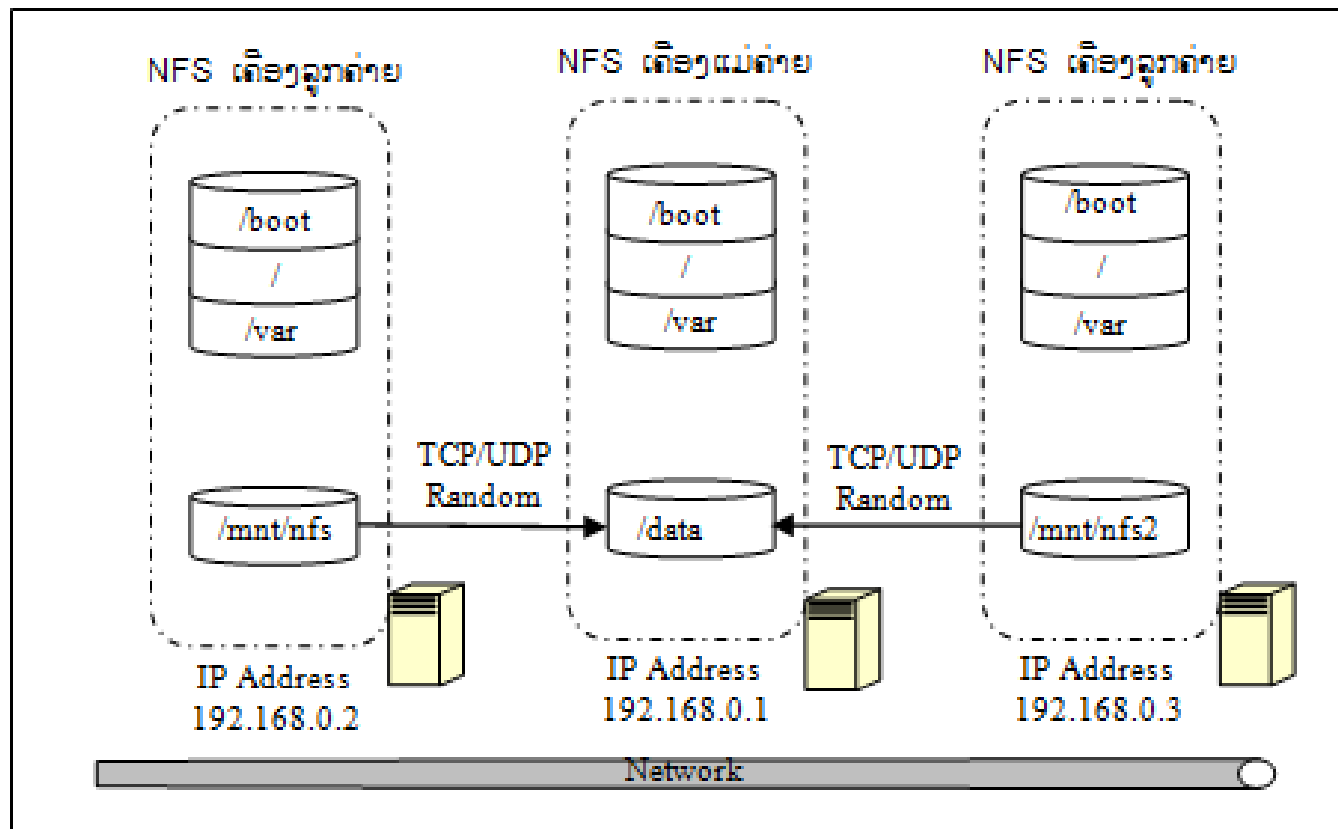 NFS ເຄື່ອງລູກຄ່າຍ
NFS ເຄື່ອງແມ່ຄ່າຍ
NFS ເຄື່ອງລູກຄ່າຍ
/boot
/
/var
/boot
/
/var
/boot
/
/var
TCP/UDP
Random
TCP/UDP
Random
/mnt/nfs
/data
/mnt/nfs2
IP Address
192.168.0.2
IP Address
192.168.0.1
IP Address
192.168.0.3
Network